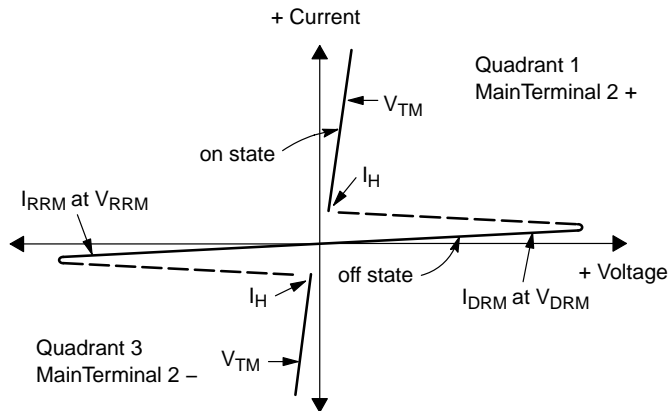 + Current
Quadrant 1
MainTerminal 2 +
VTM
on state
IH
IRRM at VRRM
off state
+ Voltage
IDRM at VDRM
IH
Quadrant 3
MainTerminal 2 –
VTM